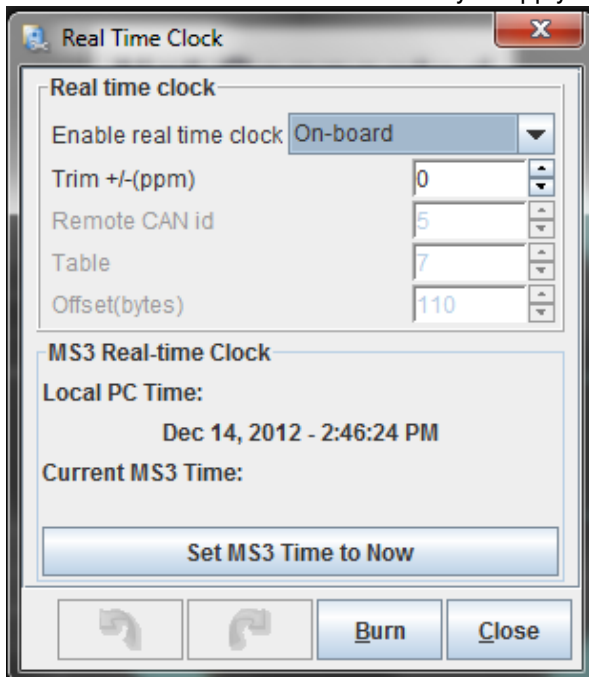 Real Time Clock
Real time clock
Enable real time clock On-board
Trim +/-(ppm) 0
Remote CAN id 5
Table 7
Offset(bytes) 110
MS3 Real-time Clock
Local PC Time:
Dec 14, 2012 - 2:46:24 PM
Current MS3 Time:
Set MS3 Time to Now
Burn Close